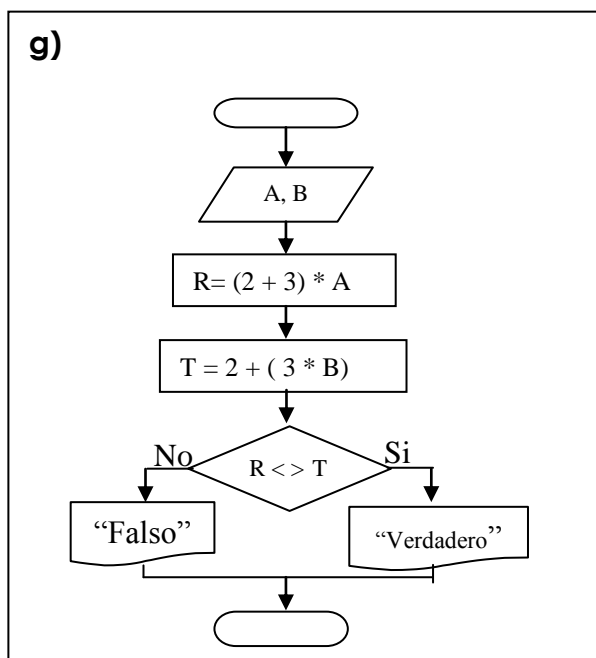 g)
A, B
R= (2 + 3) * A
T = 2 + ( 3 * B)
No
Si
R < > T
“Falso”
“Verdadero”